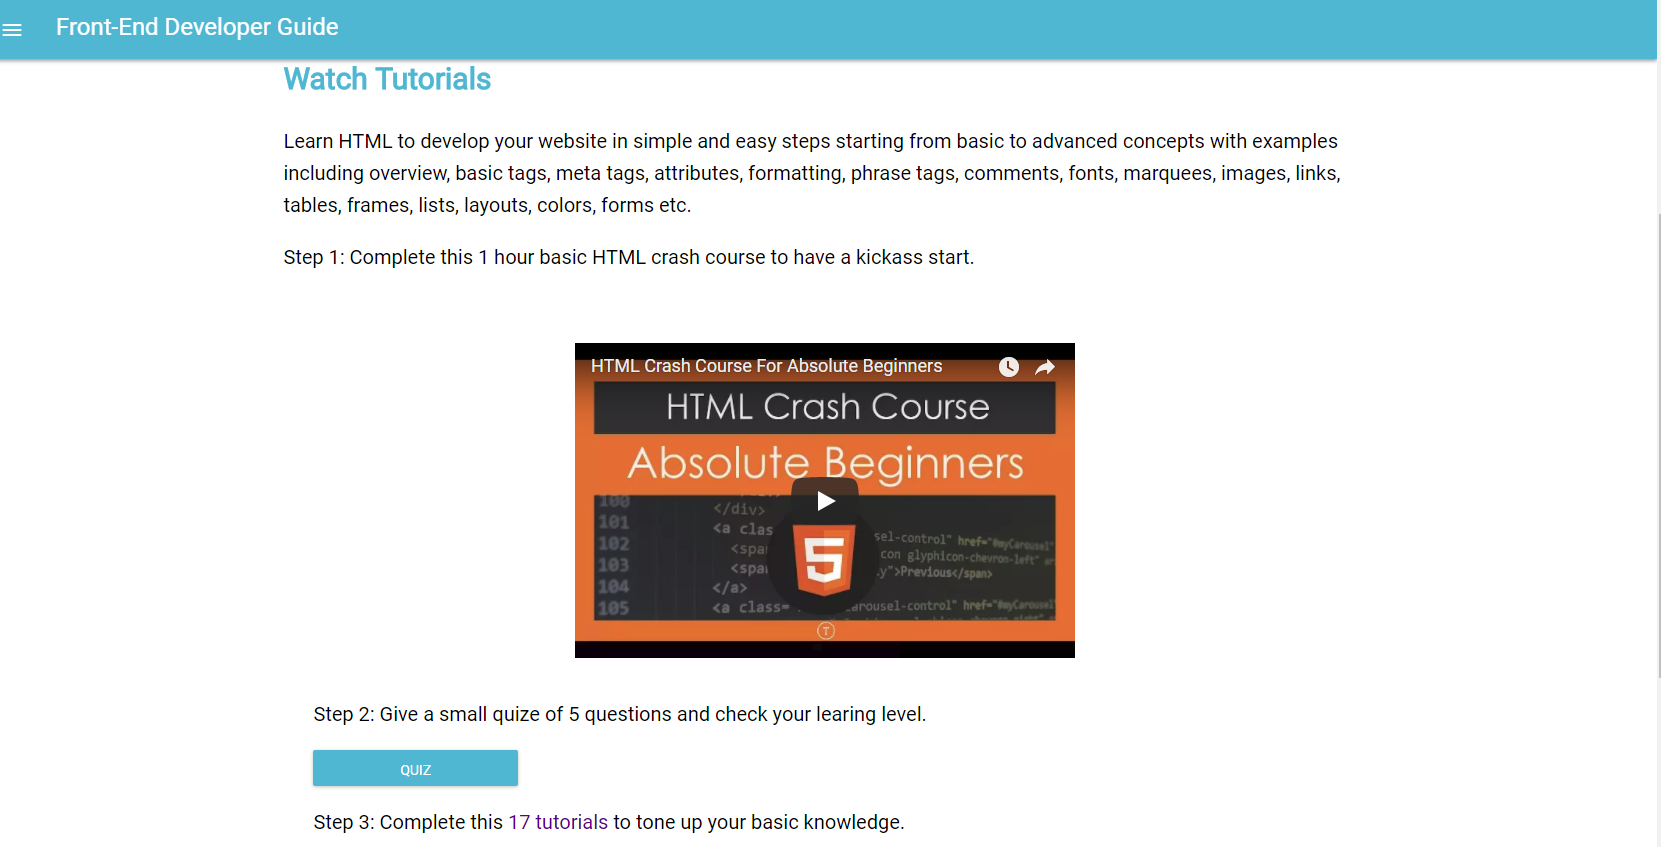 Front-End Developer Guide
Watch Tutorials
Learn HTML to develop your website in simple and easy steps starting from basic to advanced concepts with examples
including overview, basic tags, meta tags, attributes, formatting, phrase tags, comments, fonts, marquees, images, links,
tables, frames, lists, layouts, colors, forms etc.
Step 1: Complete this 1 hour basic HTML crash course to have a kickass start.
HTML Crash Course For Absolute Beginners
HTML Crash Course
Absolute Beginners
100
</div>
101 <a clas sel-control" href="#myCarousel"
102 <spa con glyphicon-chevron-left"
103 <spa y">Previous</span>
104 </a>
105 <a class= arousel-control" href="#myCarousel"
T
Step 2: Give a small quize of 5 questions and check your learing level.
QUIZ
Step 3: Complete this 17 tutorials to tone up your basic knowledge.